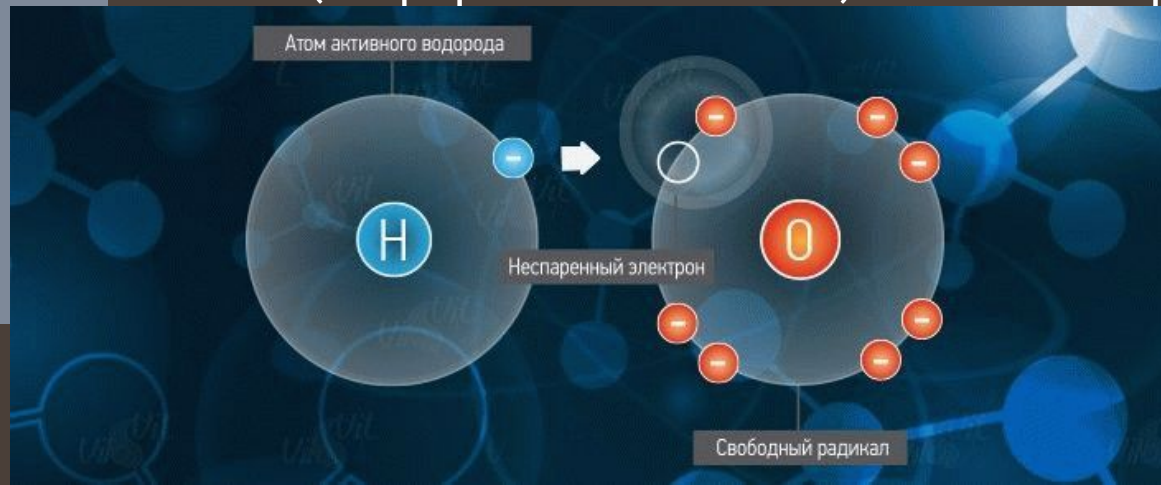 Атом активного водорода
H
O
Неспаренный электрон
Свободный радикал